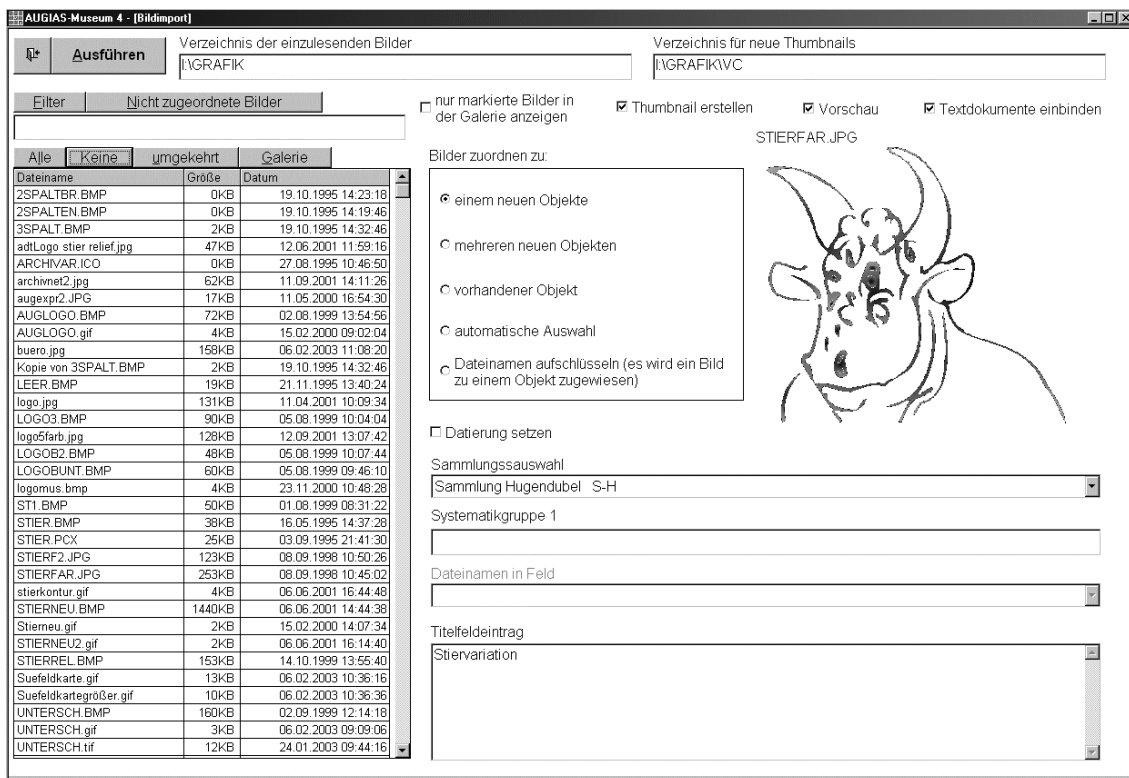 AUGIAS-Museum 4 - [Bildimport]
Ausführen
Verzeichnis der einzulesenden Bilder
I:\GRAFIK
Verzeichnis für neue Thumbnails
I:\GRAFIK\VC
Filter Nicht zugeordnete Bilder
nur markierte Bilder in
der Galerie anzeigen
Thumbnail erstellen
Vorschau
Textdokumente einbinden
Alle Keine umgekehrt Galerie
Dateiname Größe Datum
2SPALTBR.BMP 0KB 19.10.1995 14:23:18
2SPALTEN.BMP 0KB 19.10.1995 14:19:46
3SPALT.BMP 2KB 19.10.1995 14:32:46
adtLogo stier relief.jpg 47KB 12.06.2001 11:59:16
ARCHIVAR.ICO 0KB 27.08.1995 10:46:50
archivnet2.jpg 62KB 11.09.2001 14:11:26
augexpr2.JPG 17KB 11.05.2000 16:54:30
AUGLOGO.BMP 72KB 02.08.1999 13:54:56
AUGLOGO.gif 4KB 15.02.2000 09:02:04
buero.jpg 158KB 06.02.2003 11:08:20
Kopie von 3SPALT.BMP 2KB 19.10.1995 14:32:46
LEER.BMP 19KB 21.11.1995 13:40:24
logo.jpg 131KB 11.04.2001 10:09:34
LOGO3.BMP 90KB 05.08.1999 10:04:04
logo5farb.jpg 128KB 12.09.2001 13:07:42
LOGOB2.BMP 48KB 05.08.1999 10:07:44
LOGOBUNT.BMP 60KB 05.08.1999 09:46:10
logomus.bmp 4KB 23.11.2000 10:48:28
ST1.BMP 50KB 01.08.1999 08:31:22
STIER.BMP 38KB 16.05.1995 14:37:28
STIER.PCX 25KB 03.09.1995 21:41:30
STIERF2.JPG 123KB 08.09.1998 10:50:26
STIERFAR.JPG 253KB 08.09.1998 10:45:02
stierkontur.gif 4KB 06.06.2001 16:44:48
STIERNEU.BMP 1440KB 06.06.2001 14:44:38
Stierneu.gif 2KB 15.02.2000 14:07:34
STIERNEU2.gif 2KB 06.06.2001 16:14:40
STIERREL.BMP 153KB 14.10.1999 13:55:40
Suefeldkarte.gif 13KB 06.02.2003 10:36:16
Suefeldkartegrößer.gif 10KB 06.02.2003 10:36:36
UNTERSCH.BMP 160KB 02.09.1999 12:14:18
UNTERSCH.gif 3KB 06.02.2003 09:09:06
UNTERSCH.tif 12KB 24.01.2003 09:44:16
Bilder zuordnen zu:
einem neuen Objekte
mehreren neuen Objekten
vorhandener Objekt
automatische Auswahl
Dateinamen aufschlüsseln (es wird ein Bild
zu einem Objekt zugewiesen)
STIERFAR.JPG
Datierung setzen
Sammlungssauswahl
Sammlung Hugendubel S-H
Systematikgruppe 1
Dateinamen in Feld
Titelfeldeintrag
Stiervariation